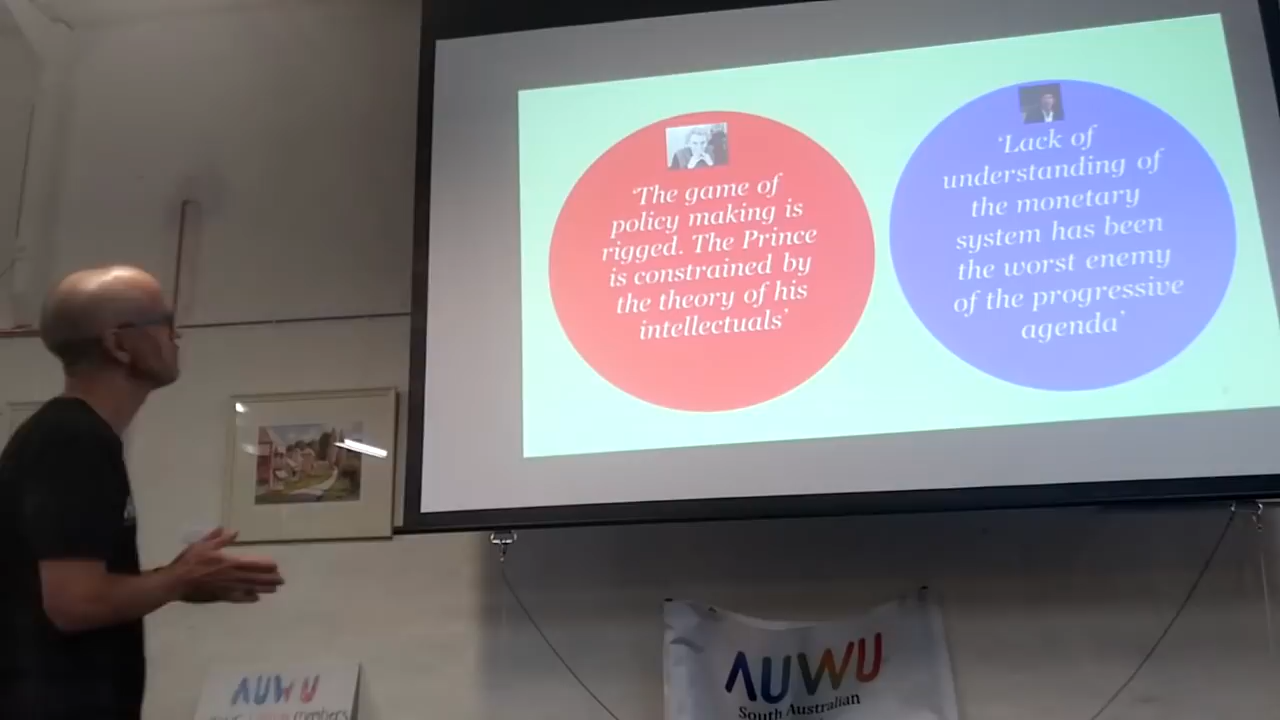 ‘The game of
policy making is
rigged. The Prince
is constrained by
the theory of his
intellectuals’
‘Lack of
understanding of
the monetary
system has been
the worst enemy
of the progressive
agenda’
AUWU
South Australian
AUWU
members